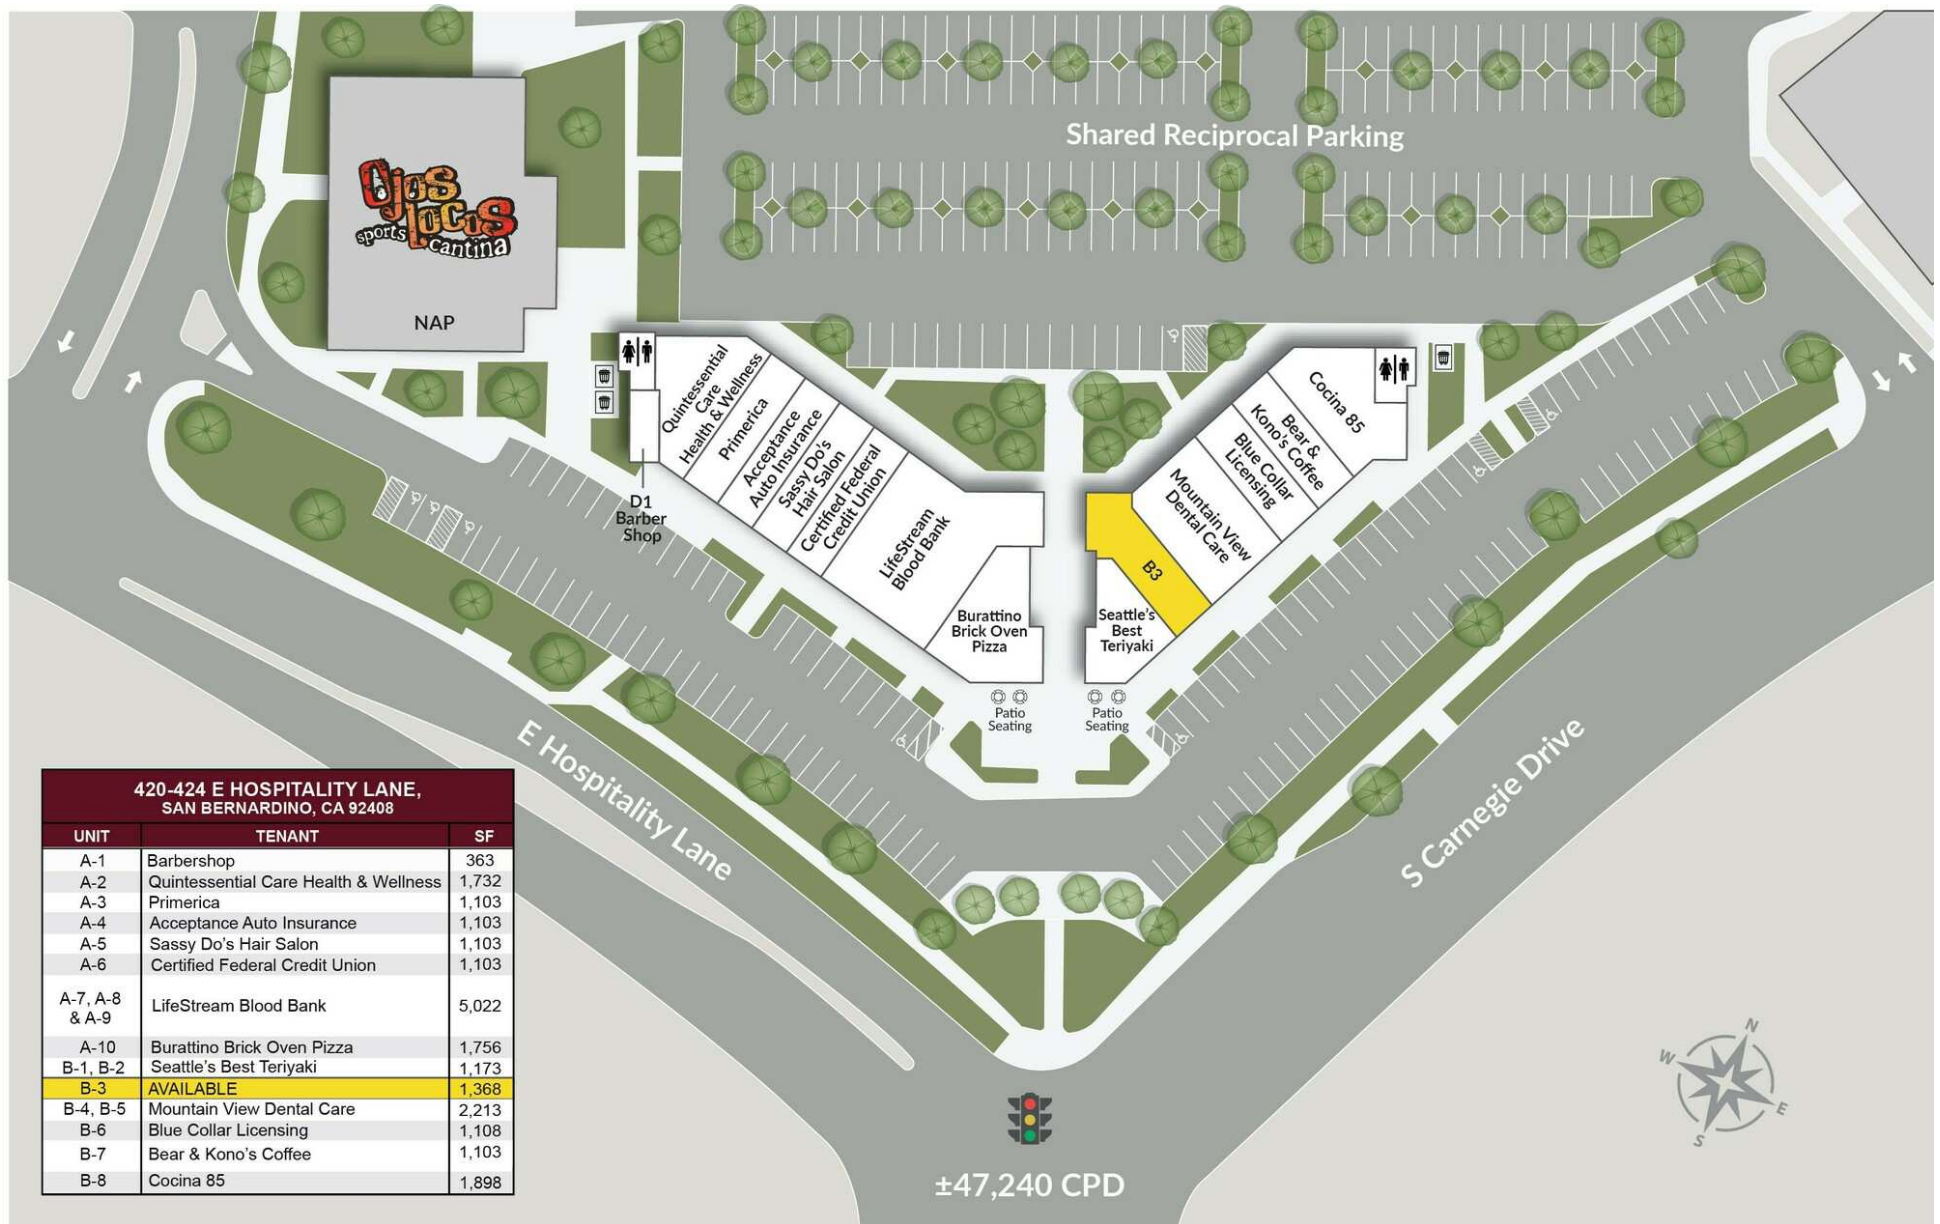 Shared Reciprocal Parking
Ojos
Locos
sports cantina
NAP
Quintessential
Care
Health & Wellness
Primerica
Acceptance
Auto Insurance
Sassy Do's
Hair Salon
Certified Federal
Credit Union
LifeStream
Blood Bank
Burattino
Brick Oven
Pizza
D1
Barber
Shop
Cocina 85
Bear &
Kono's Coffee
Blue Collar
Licensing
Mountain View
Dental Care
B3
Seattle's
Best
Teriyaki
Patio
Seating
Patio
Seating
E Hospitality Lane
S Carnegie Drive
420-424 E HOSPITALITY LANE,
SAN BERNARDINO, CA 92408
UNIT TENANT SF
A-1 Barbershop 363
A-2 Quintessential Care Health & Wellness 1,732
A-3 Primerica 1,103
A-4 Acceptance Auto Insurance 1,103
A-5 Sassy Do's Hair Salon 1,103
A-6 Certified Federal Credit Union 1,103
A-7, A-8
& A-9 LifeStream Blood Bank 5,022
A-10 Burattino Brick Oven Pizza 1,756
B-1, B-2 Seattle's Best Teriyaki 1,173
B-3 AVAILABLE 1,368
B-4, B-5 Mountain View Dental Care 2,213
B-6 Blue Collar Licensing 1,108
B-7 Bear & Kono's Coffee 1,103
B-8 Cocina 85 1,898
±47,240 CPD
N
W
E
S